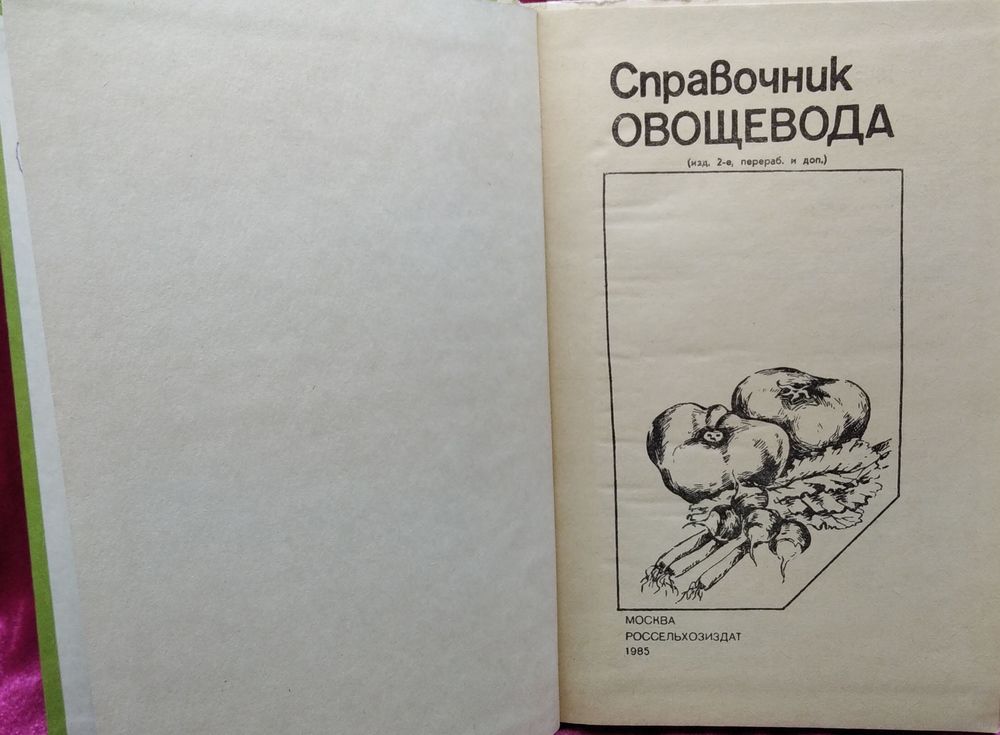 Справочник
ОВОЩЕВОДА
(изд. 2-е, перераб. и доп.)
МОСКВА
РОССЕЛЬХОЗИЗДАТ
1985